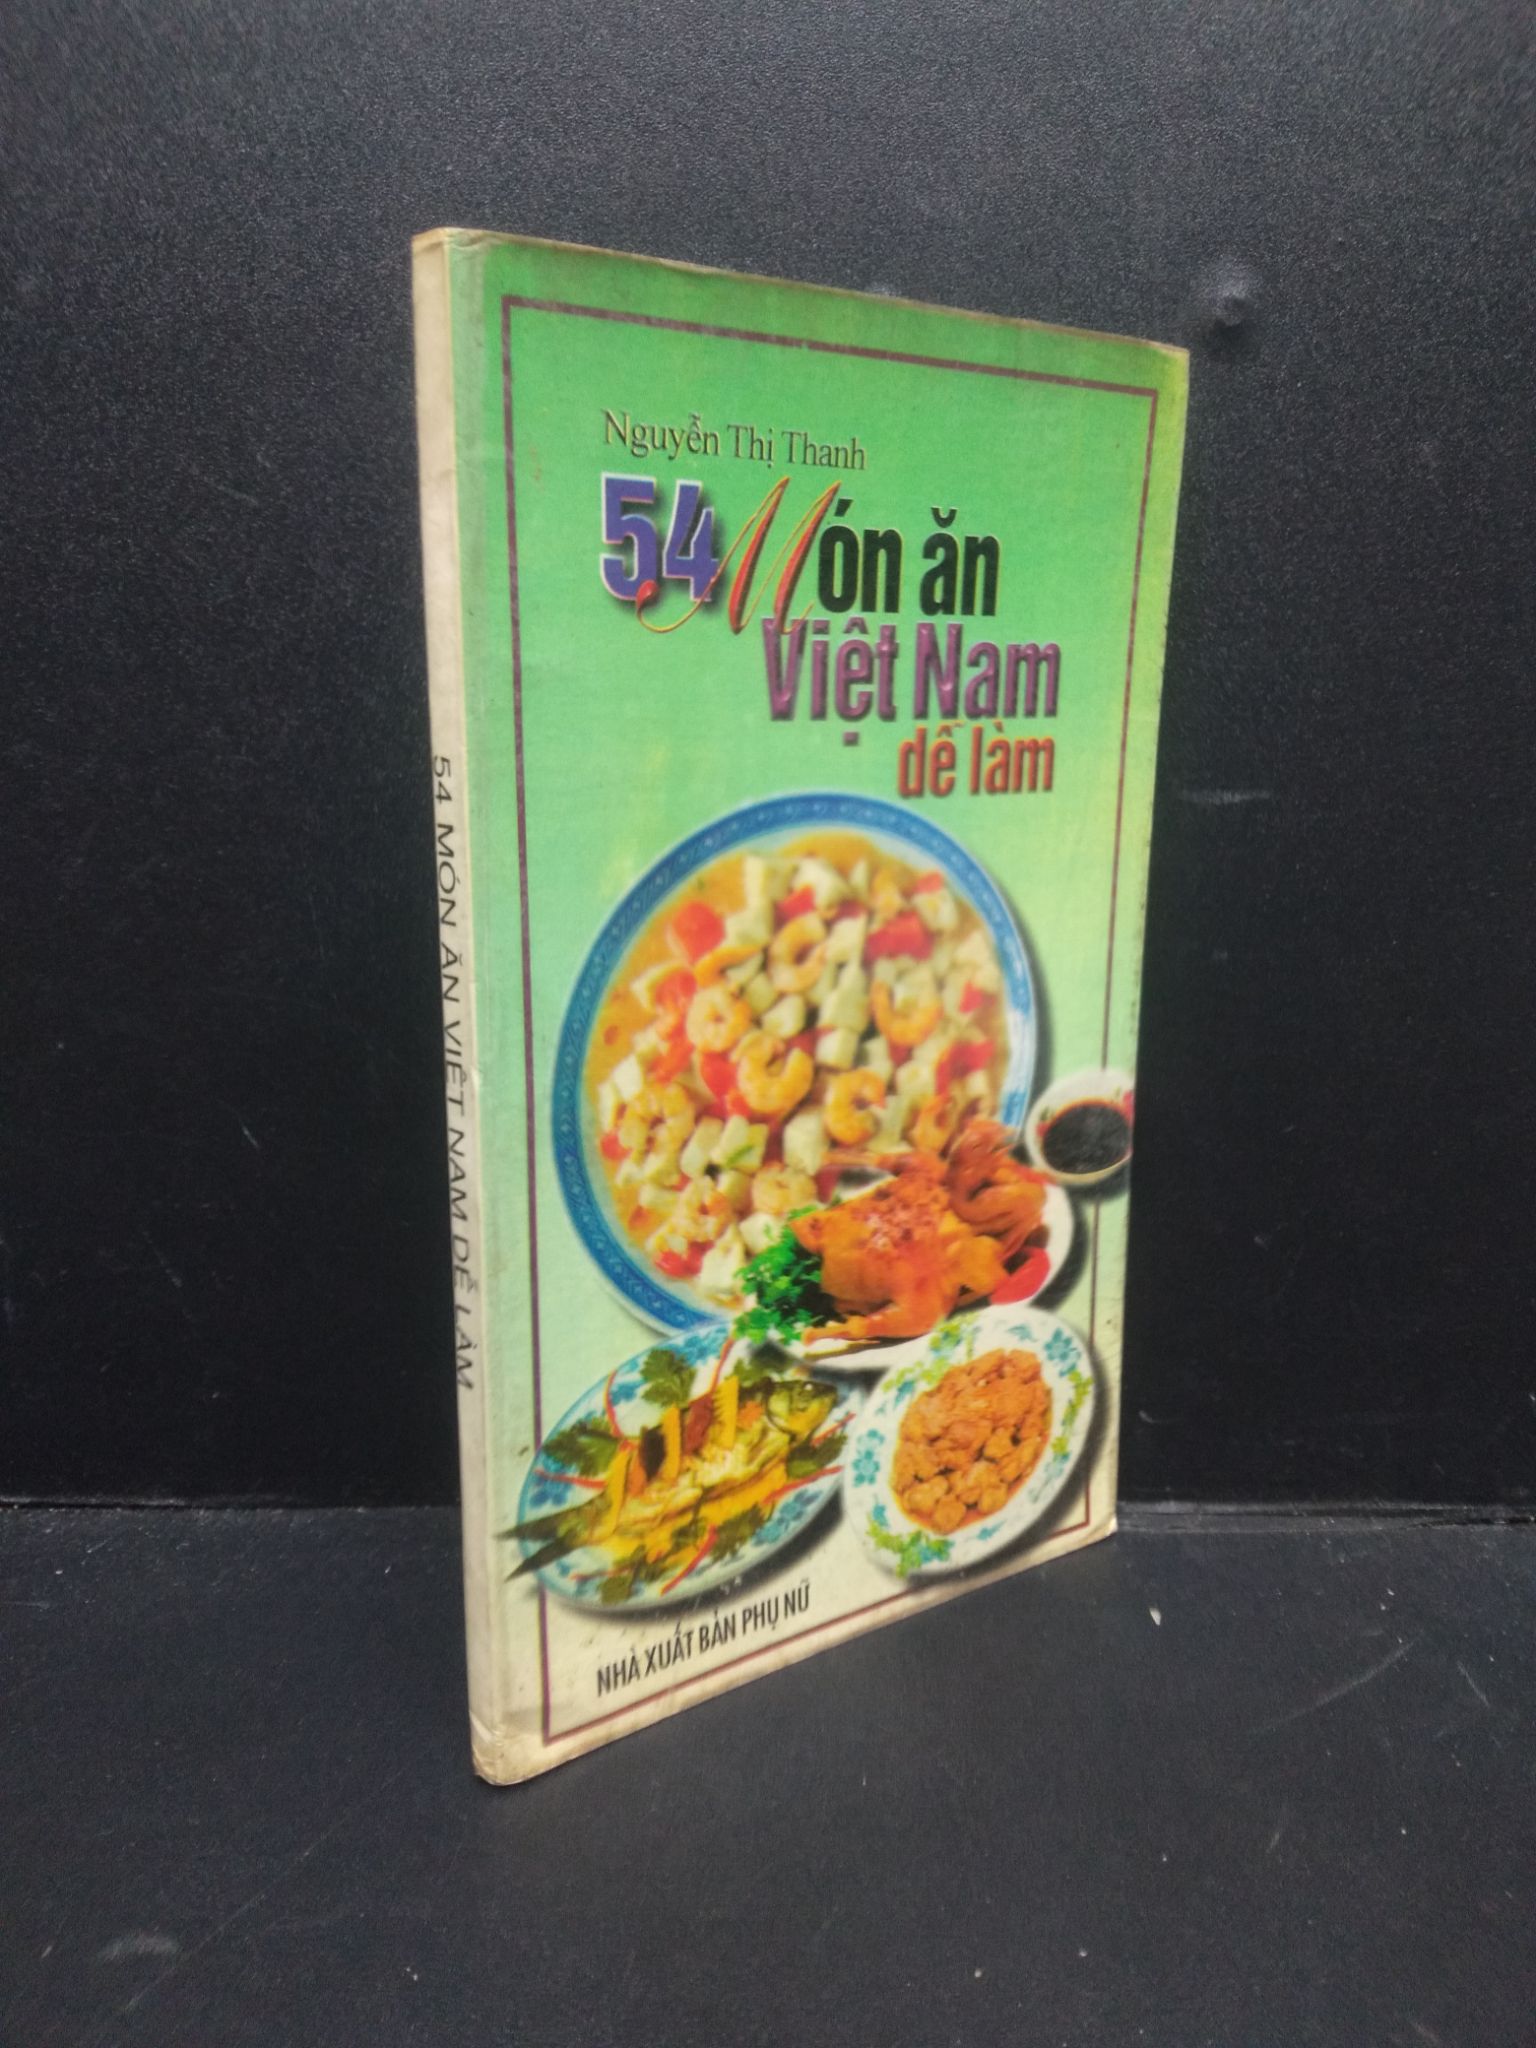 Nguyễn Thị Thanh
54 Món ăn
Việt Nam
dễ làm
NHÀ XUẤT BẢN PHỤ NỮ
54 MÓN ĂN VIỆT NAM DỄ LÀM